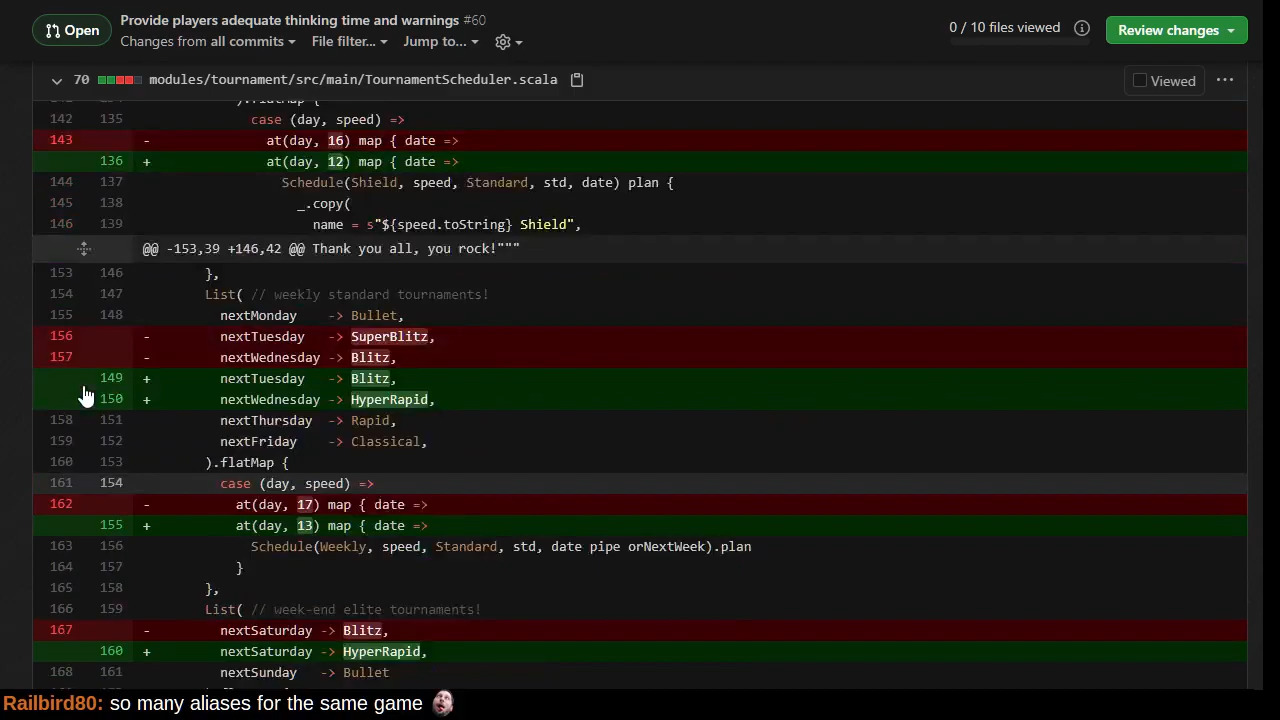 Open
Provide players adequate thinking time and warnings #60
Changes from all commits
File filter...
Jump to...
0 / 10 files viewed
Review changes
70 modules/tournament/src/main/TournamentScheduler.scala
Viewed
142 135 case (day, speed) =>
143 - at(day, 16) map { date =>
136 + at(day, 12) map { date =>
144 137 Schedule(Shield, speed, Standard, std, date) plan {
145 138 _.copy(
146 139 name = s"${speed.toString} Shield",
@@ -153,39 +146,42 @@ Thank you all, you rock!"""
153 146 },
154 147 List( // weekly standard tournaments!
155 148 nextMonday -> Bullet,
156 - nextTuesday -> SuperBlitz,
157 - nextWednesday -> Blitz,
149 + nextTuesday -> Blitz,
150 + nextWednesday -> HyperRapid,
158 151 nextThursday -> Rapid,
159 152 nextFriday -> Classical,
160 153 ).flatMap {
161 154 case (day, speed) =>
162 - at(day, 17) map { date =>
155 + at(day, 13) map { date =>
163 156 Schedule(Weekly, speed, Standard, std, date pipe orNextWeek).plan
164 157 }
165 158 },
166 159 List( // week-end elite tournaments!
167 - nextSaturday -> Blitz,
160 + nextSaturday -> HyperRapid,
168 161 nextSunday -> Bullet
Railbird80: so many aliases for the same game